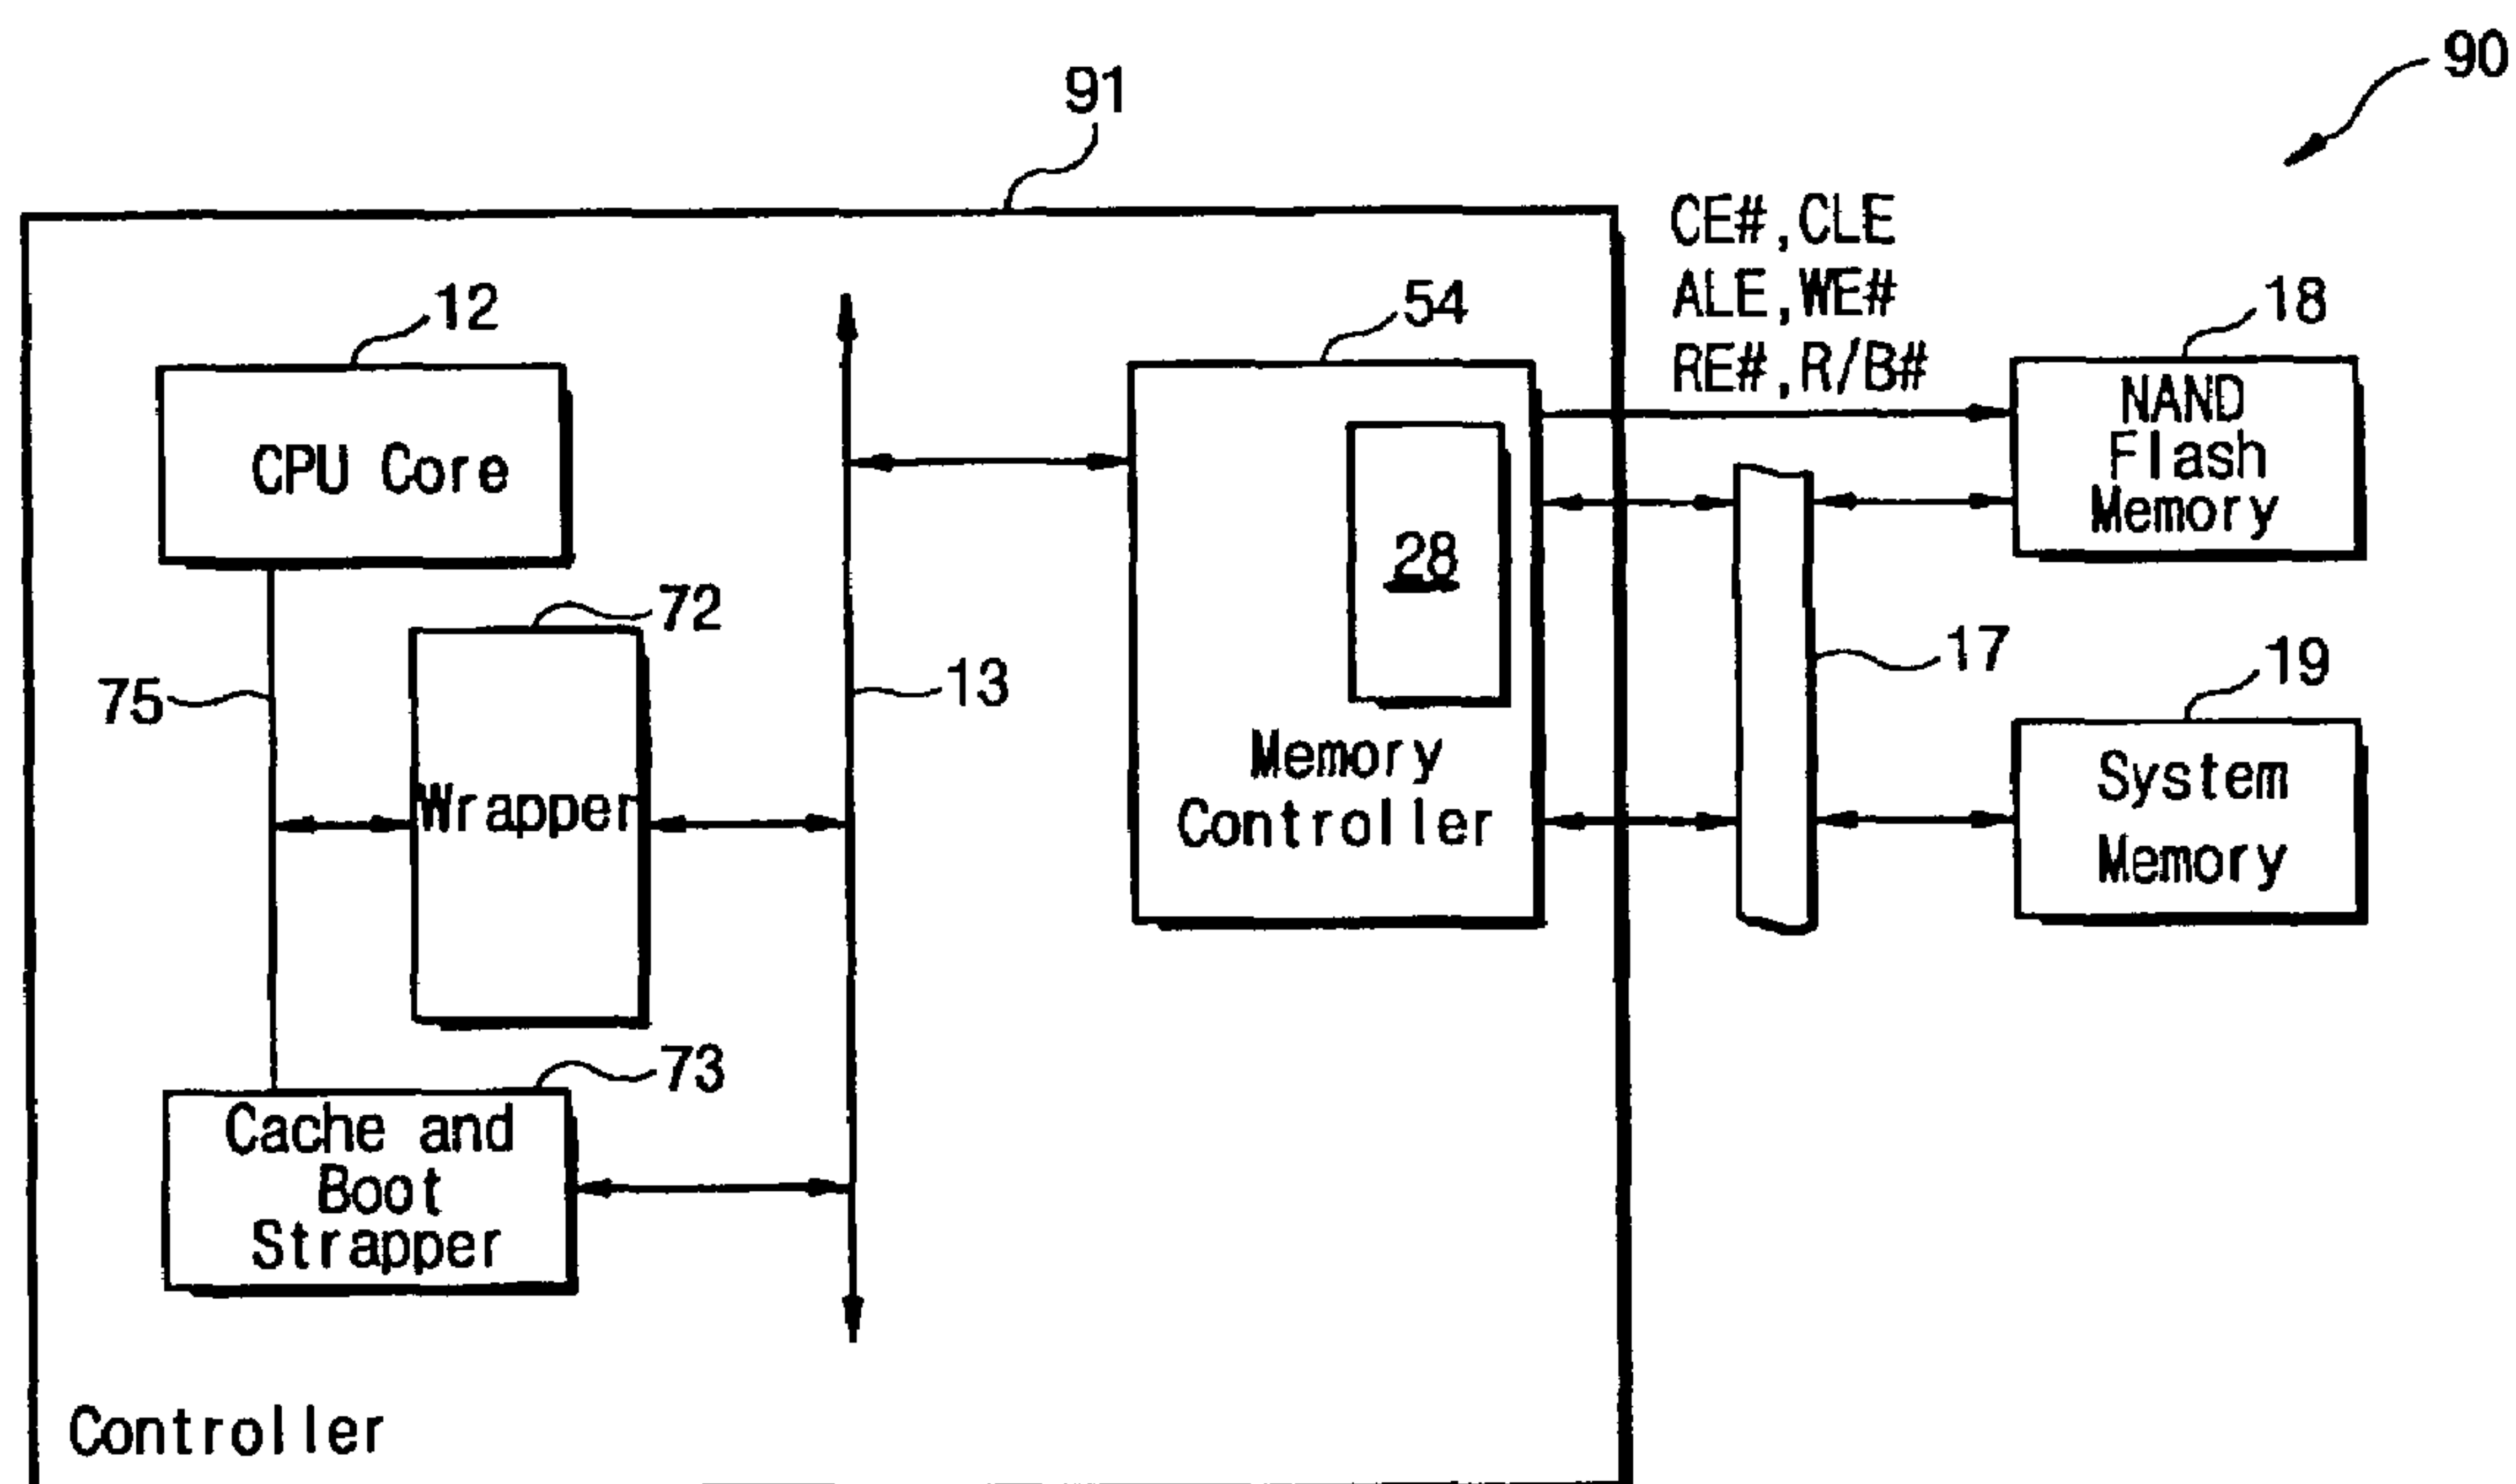 90
91
CE#,CLE
ALE,WE#
RE#,R/B#
12
CPU Core
54
28
Memory
Controller
18
NAND
Flash
Memory
72
Wrapper
75
13
17
19
System
Memory
73
Cache and
Boot
Strapper
Controller